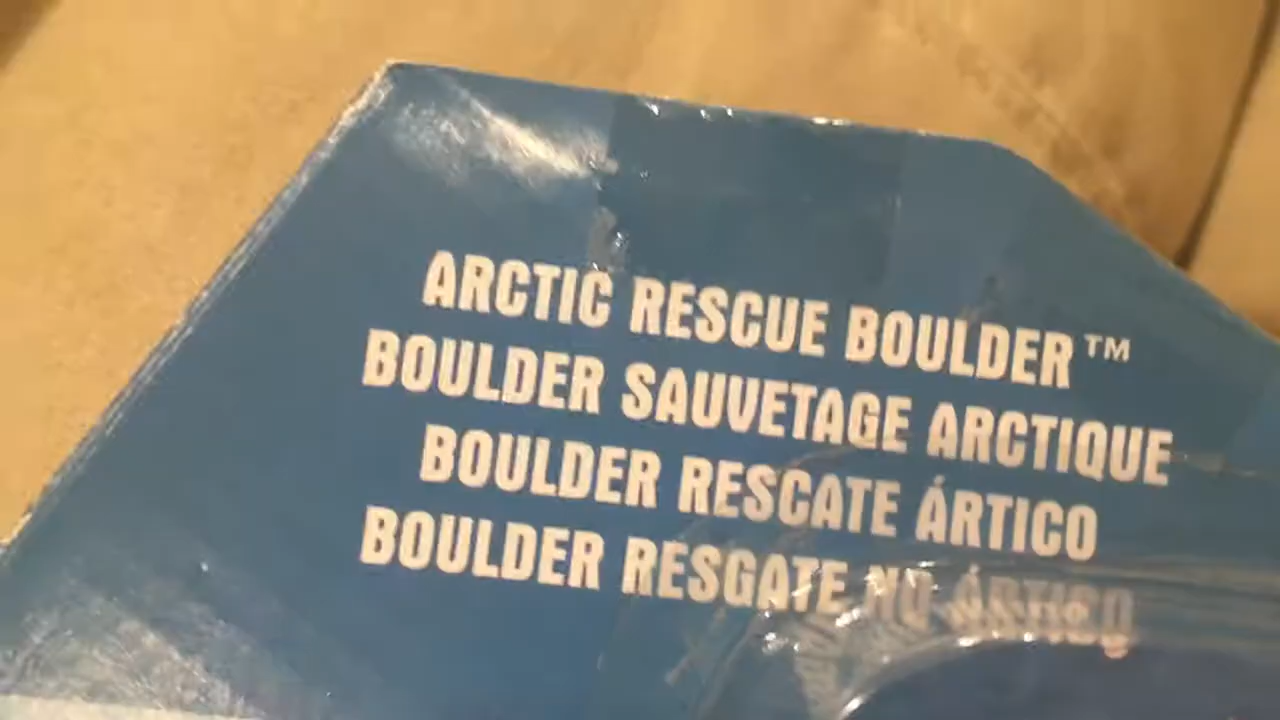 ARCTIC RESCUE BOULDER™
BOULDER SAUVETAGE ARCTIQUE
BOULDER RESCATE ÁRTICO
BOULDER RESGATE NO ÁRTICO